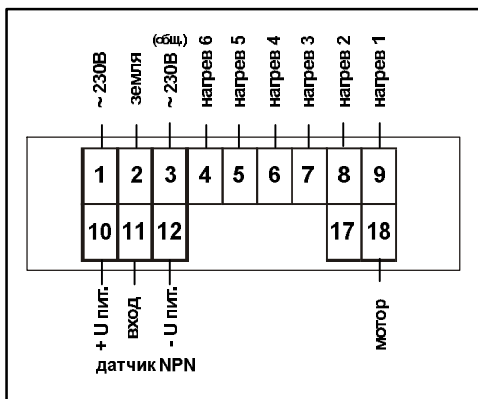 ~ 230В
земля
~ 230В (общ.)
нагрев 6
нагрев 5
нагрев 4
нагрев 3
нагрев 2
нагрев 1
1 2 3 4 5 6 7 8 9
10 11 12 17 18
+ U пит.
вход
- U пит.
мотор
датчик NPN